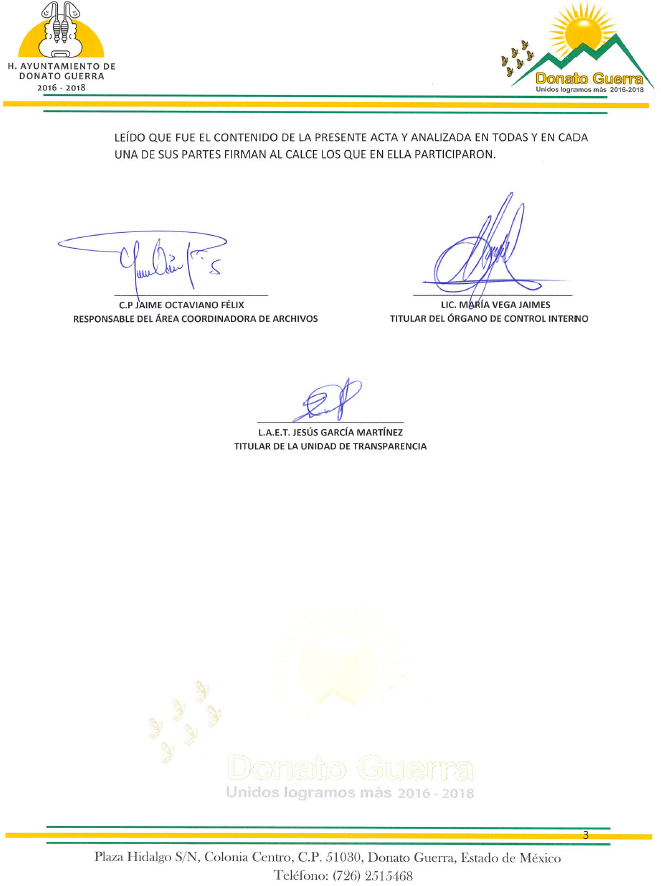 H. AYUNTAMIENTO DE
DONATO GUERRA
2016 - 2018
Donato Guerra
Unidos logramos más 2016-2018
LEÍDO QUE FUE EL CONTENIDO DE LA PRESENTE ACTA Y ANALIZADA EN TODAS Y EN CADA
UNA DE SUS PARTES FIRMAN AL CALCE LOS QUE EN ELLA PARTICIPARON.
C.P JAIME OCTAVIANO FÉLIX
RESPONSABLE DEL ÁREA COORDINADORA DE ARCHIVOS
LIC. MARÍA VEGA JAIMES
TITULAR DEL ÓRGANO DE CONTROL INTERINO
L.A.E.T. JESÚS GARCÍA MARTÍNEZ
TITULAR DE LA UNIDAD DE TRANSPARENCIA
Donato Guerra
Unidos logramos más 2016 - 2018
3
Plaza Hidalgo S/N, Colonia Centro, C.P. 51030, Donato Guerra, Estado de México
Teléfono: (726) 2515468